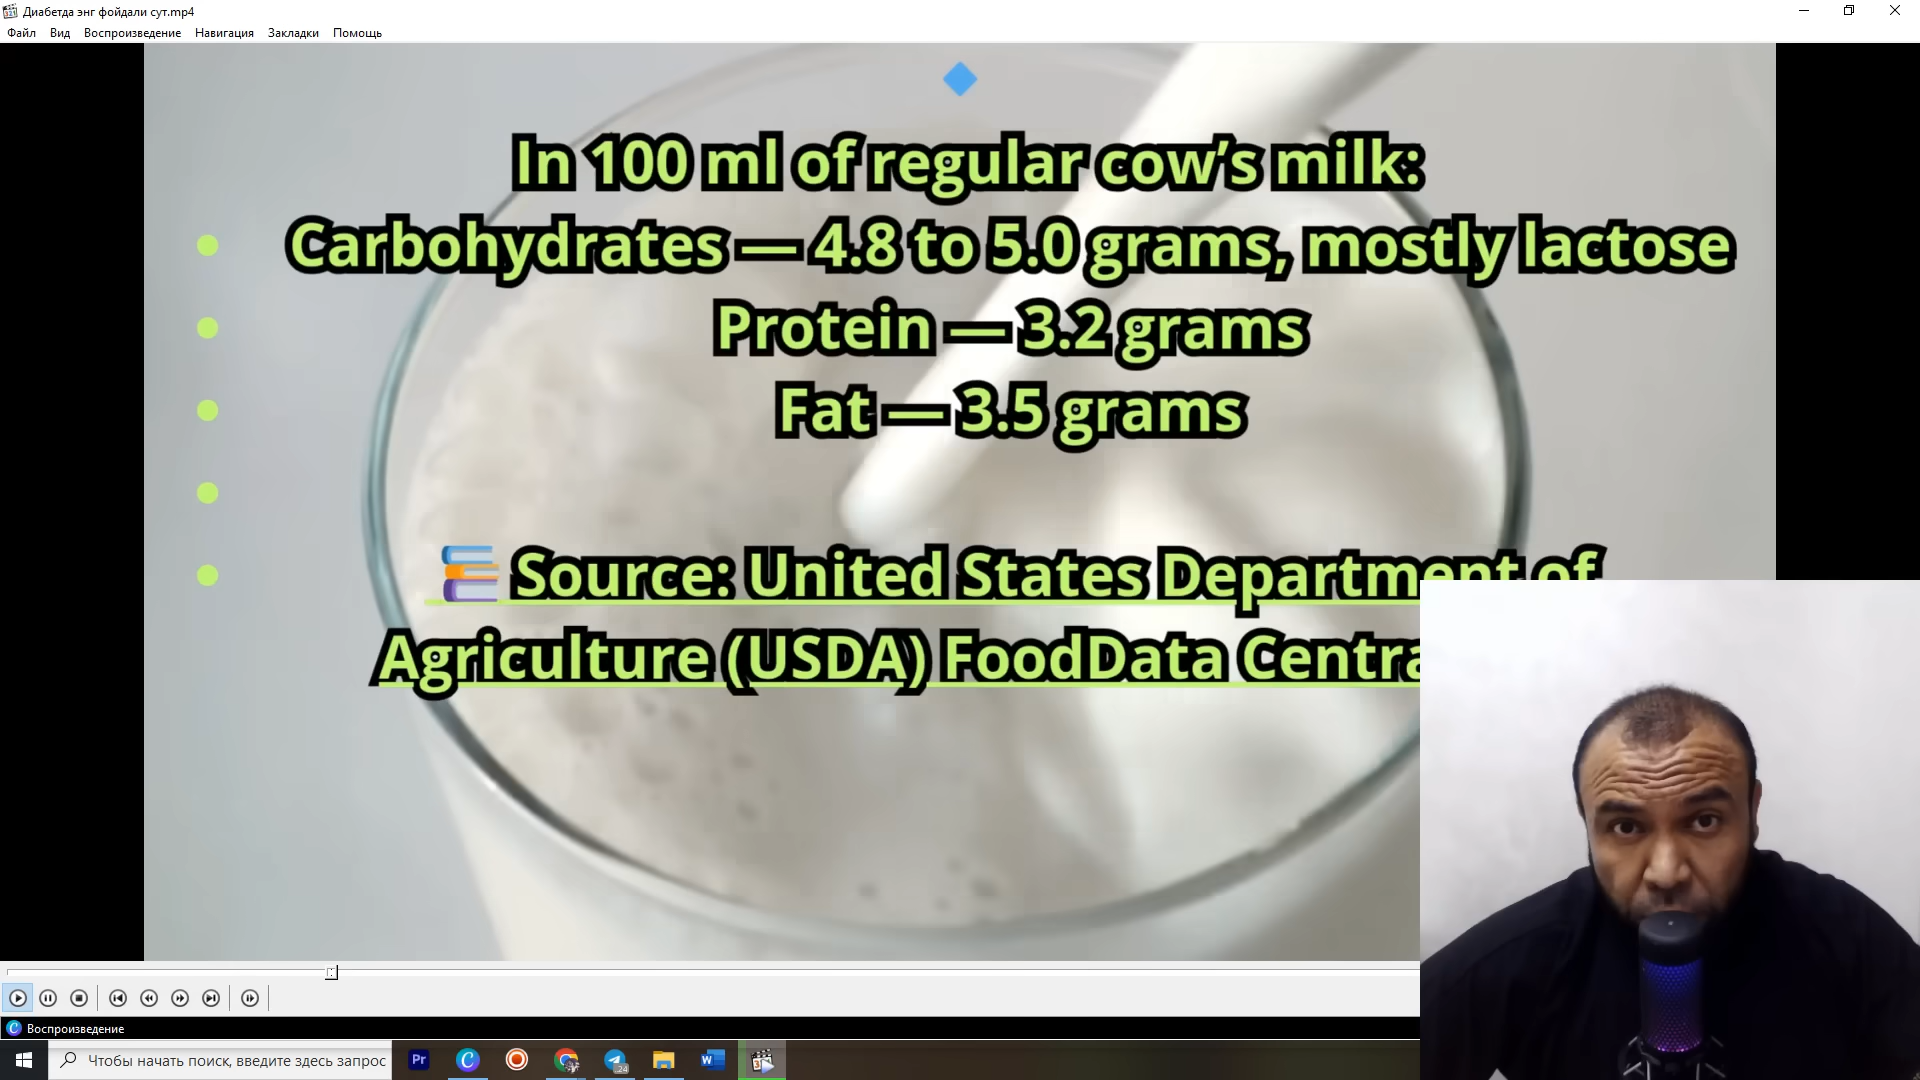 Диабетда энг фойдали сут.mp4
Файл Вид Воспроизведение Навигация Закладки Помощь
In 100 ml of regular cow’s milk:
Carbohydrates — 4.8 to 5.0 grams, mostly lactose
Protein — 3.2 grams
Fat — 3.5 grams
Source: United States Department of
Agriculture (USDA) FoodData
Воспроизведение
Чтобы начать поиск, введите здесь запрос
Pr
W
24